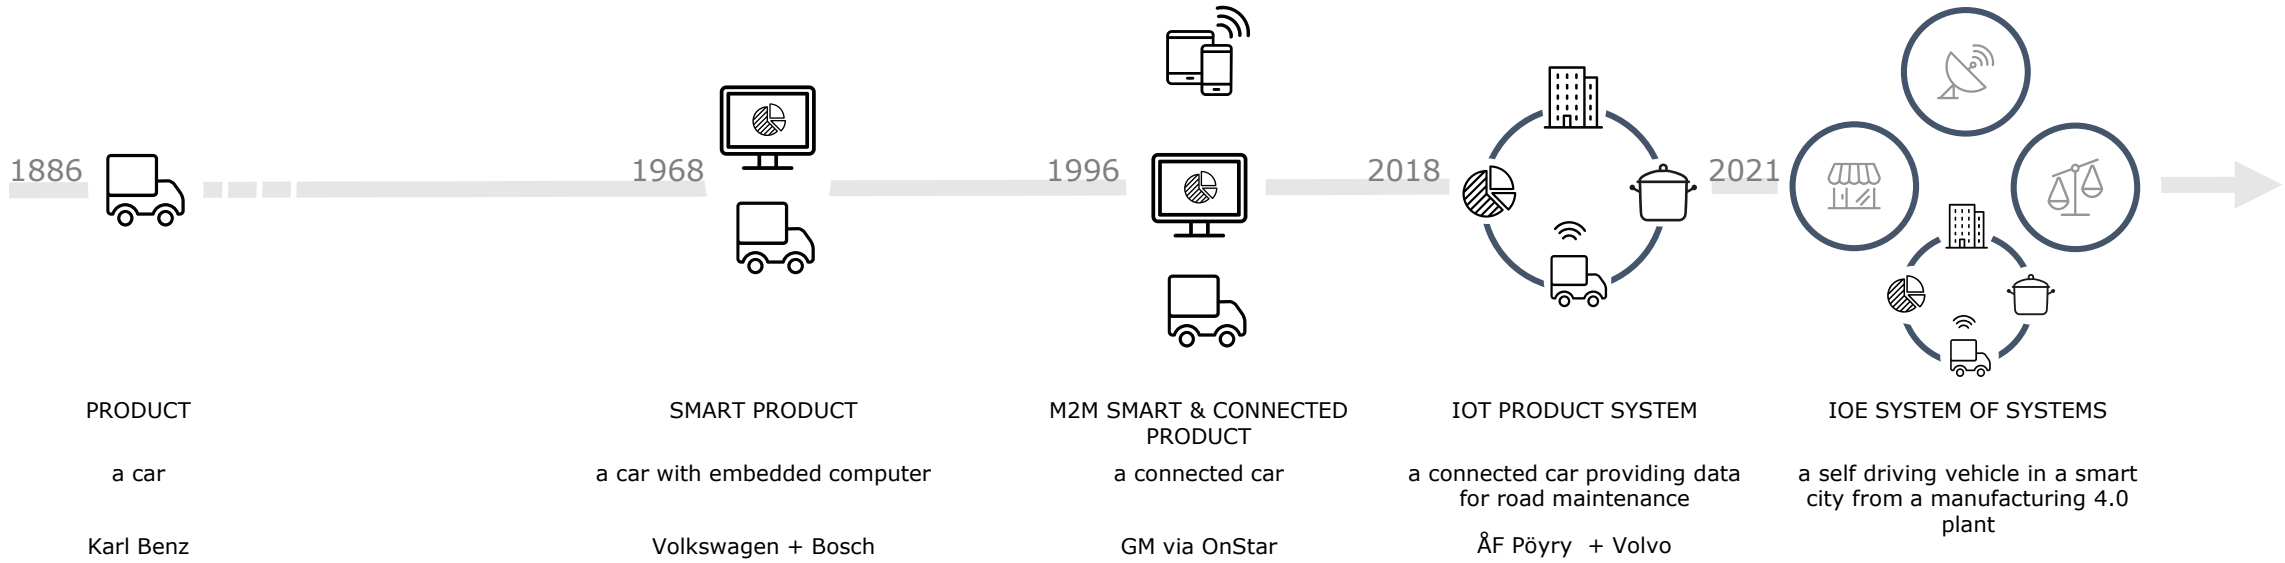 1886
1968
1996
2018
2021
PRODUCT
a car
Karl Benz
SMART PRODUCT
a car with embedded computer
Volkswagen + Bosch
M2M SMART & CONNECTED
PRODUCT
a connected car
GM via OnStar
IOT PRODUCT SYSTEM
a connected car providing data
for road maintenance
ÅF Pöyry + Volvo
IOE SYSTEM OF SYSTEMS
a self driving vehicle in a smart
city from a manufacturing 4.0
plant